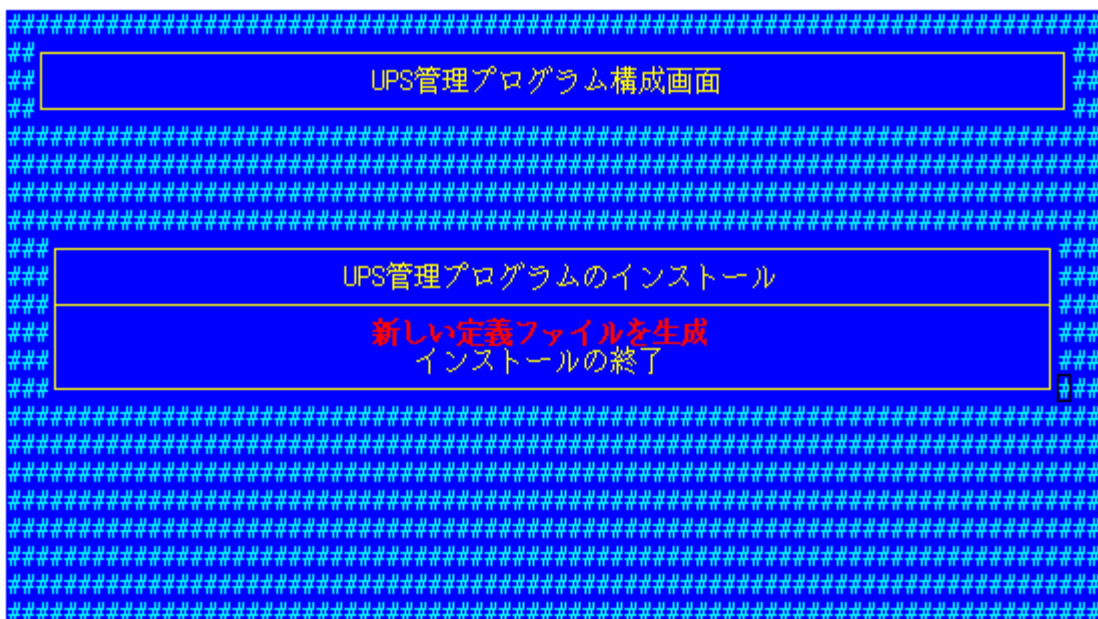 UPS管理プログラム構成画面
UPS管理プログラムのインストール
新しい定義ファイルを生成
インストールの終了